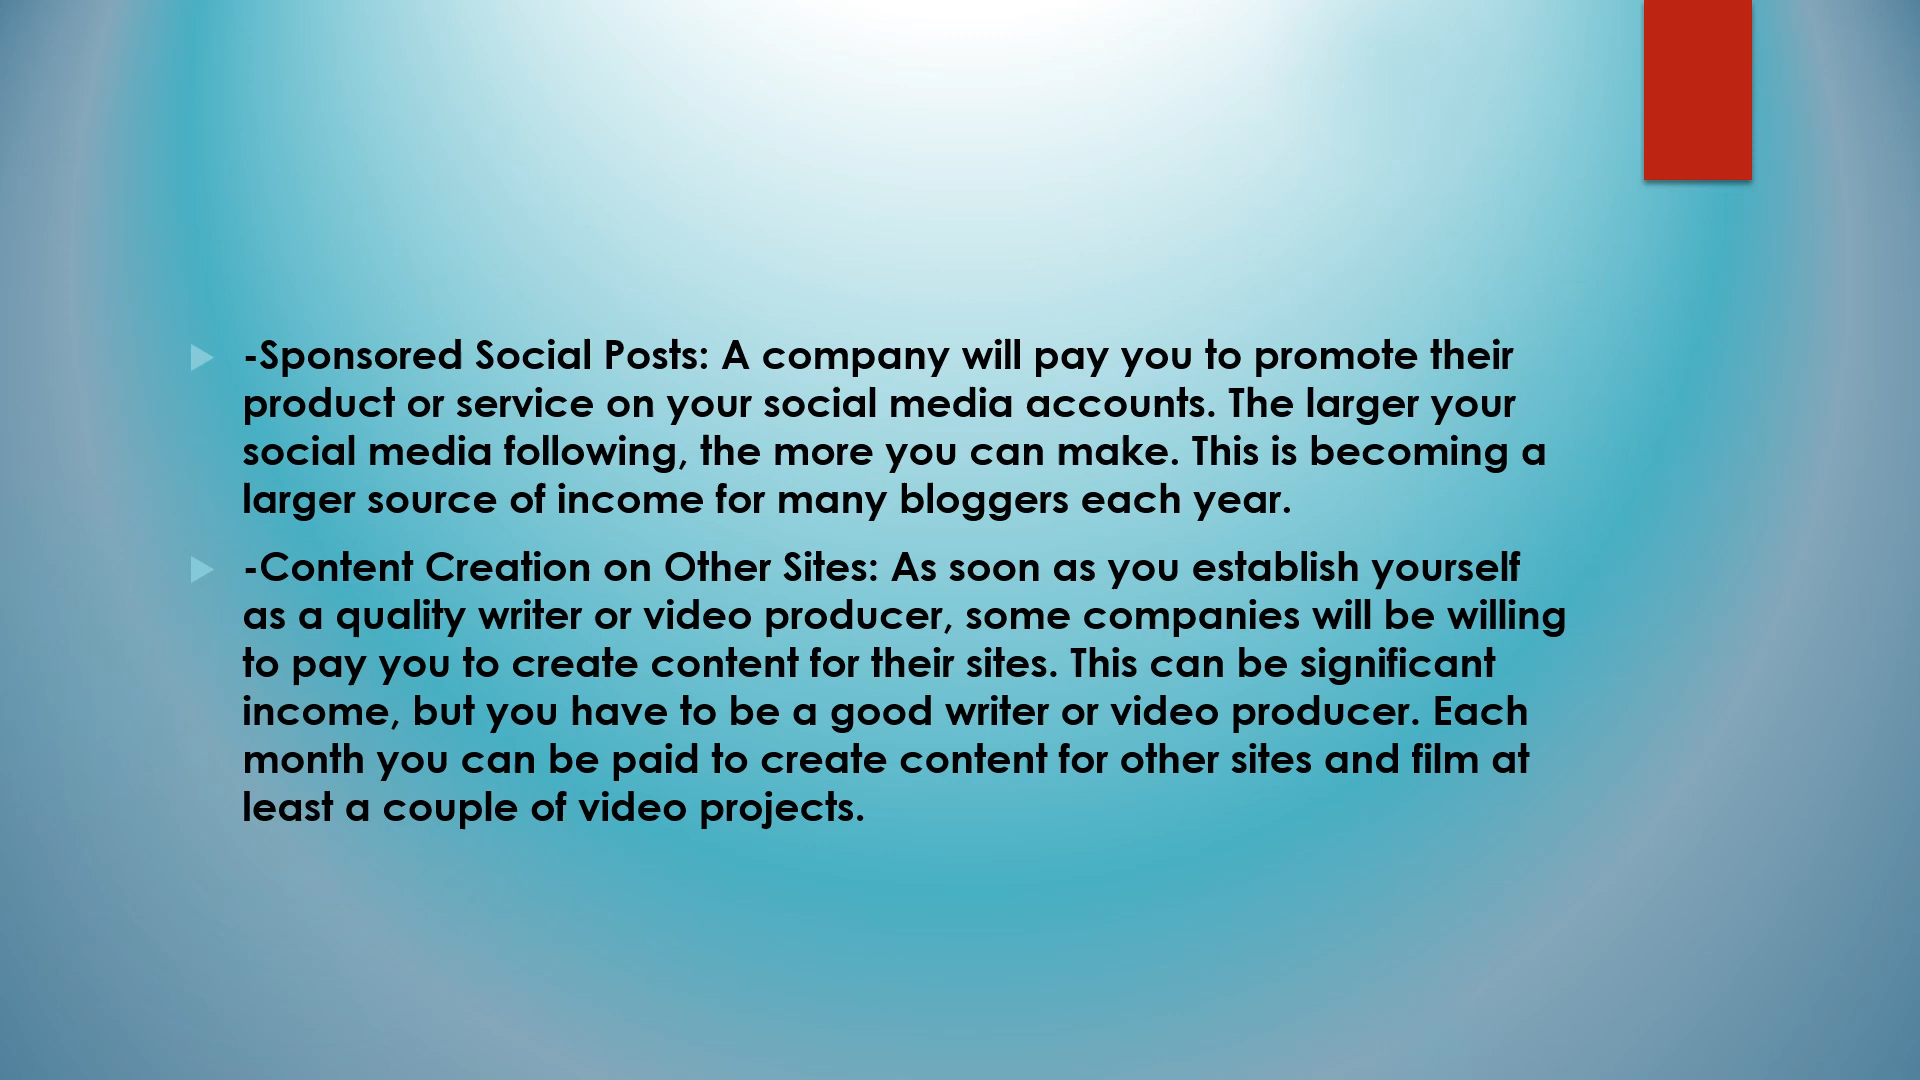 -Sponsored Social Posts: A company will pay you to promote their
product or service on your social media accounts. The larger your
social media following, the more you can make. This is becoming a
larger source of income for many bloggers each year.
-Content Creation on Other Sites: As soon as you establish yourself
as a quality writer or video producer, some companies will be willing
to pay you to create content for their sites. This can be significant
income, but you have to be a good writer or video producer. Each
month you can be paid to create content for other sites and film at
least a couple of video projects.